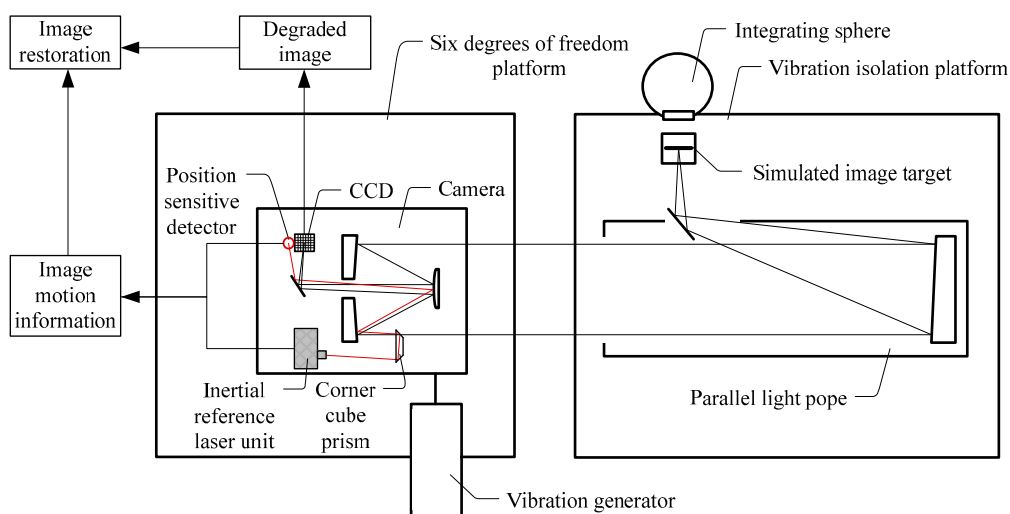 Image
restoration
Degraded
image
Six degrees of freedom
platform
Integrating sphere
Vibration isolation platform
Simulated image target
Position
sensitive
detector
CCD
Camera
Image
motion
information
Inertial
reference
laser unit
Corner
cube
prism
Parallel light pope
Vibration generator